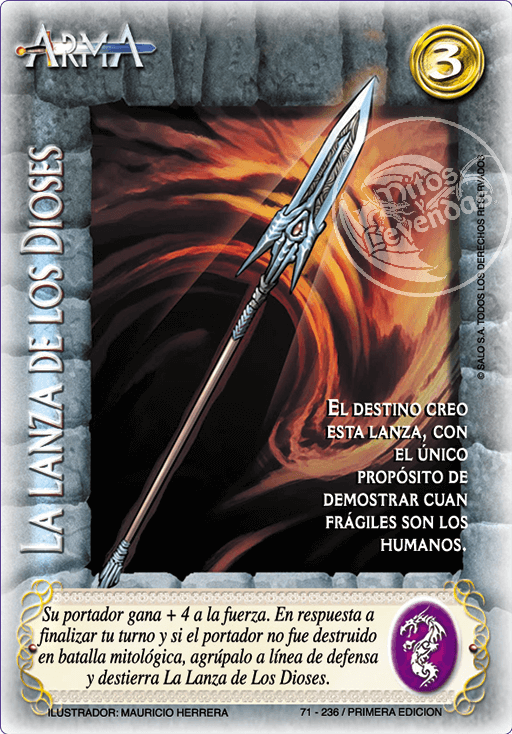 ARMA
3
LA LANZA DE LOS DIOSES
Mitos
y
Leyendas
© SALO S.A. TODOS LOS DERECHOS RESERVADOS
EL DESTINO CREO
ESTA LANZA, CON
EL ÚNICO
PROPÓSITO DE
DEMOSTRAR CUAN
FRÁGILES SON LOS
HUMANOS.
Su portador gana + 4 a la fuerza. En respuesta a
finalizar tu turno y si el portador no fue destruido
en batalla mitológica, agrúpalo a línea de defensa
y destierra La Lanza de Los Dioses.
ILUSTRADOR: MAURICIO HERRERA
71 - 236 / PRIMERA EDICION